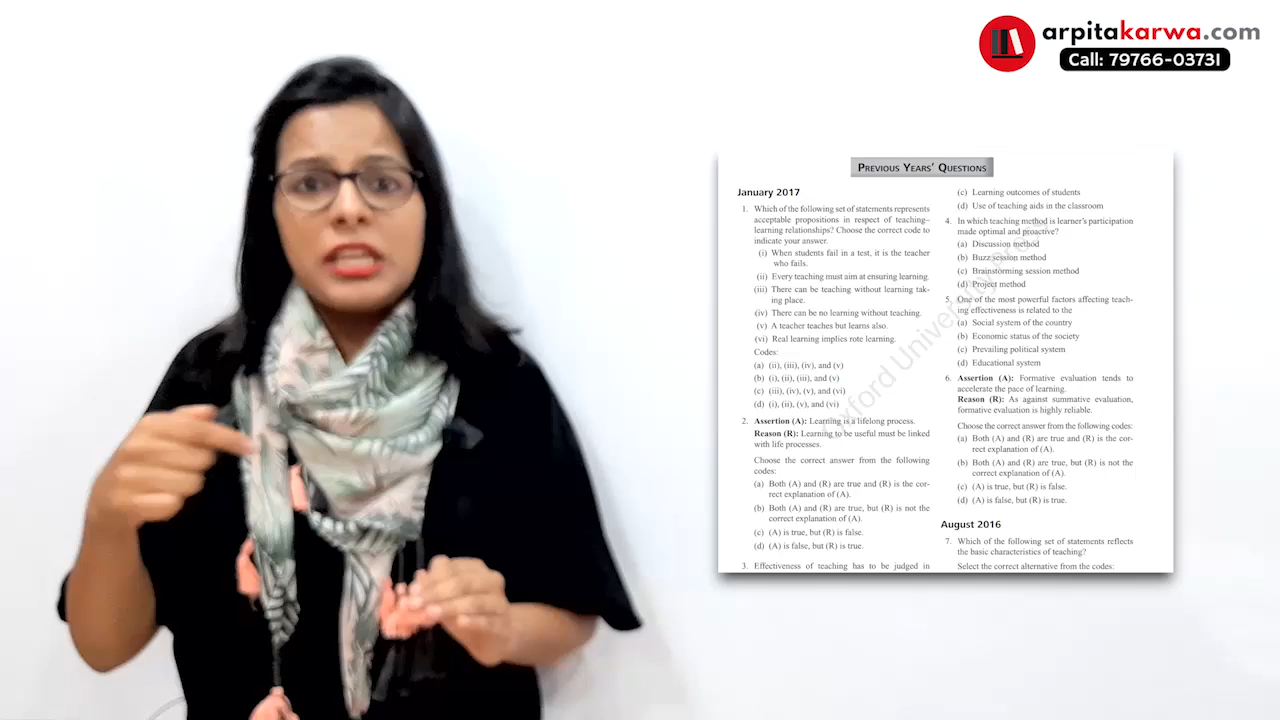 arpitakarwa.com
Call: 79766-03731
PREVIOUS YEARS' QUESTIONS
January 2017
1. Which of the following set of statements represents
acceptable propositions in respect of teaching–
learning relationships? Choose the correct code to
indicate your answer.
(i) When students fail in a test, it is the teacher
who fails.
(ii) Every teaching must aim at ensuring learning.
(iii) There can be teaching without learning tak-
ing place.
(iv) There can be no learning without teaching.
(v) A teacher teaches but learns also.
(vi) Real learning implies rote learning.
Codes:
(a) (ii), (iii), (iv), and (v)
(b) (i), (ii), (iii), and (v)
(c) (iii), (iv), (v), and (vi)
(d) (i), (ii), (v), and (vi)
2. Assertion (A): Learning is a lifelong process.
Reason (R): Learning to be useful must be linked
with life processes.
Choose the correct answer from the following
codes:
(a) Both (A) and (R) are true and (R) is the cor-
rect explanation of (A).
(b) Both (A) and (R) are true, but (R) is not the
correct explanation of (A).
(c) (A) is true, but (R) is false.
(d) (A) is false, but (R) is true.
3. Effectiveness of teaching has to be judged in
(c) Learning outcomes of students
(d) Use of teaching aids in the classroom
4. In which teaching method is learner's participation
made optimal and proactive?
(a) Discussion method
(b) Buzz session method
(c) Brainstorming session method
(d) Project method
5. One of the most powerful factors affecting teach-
ing effectiveness is related to the
(a) Social system of the country
(b) Economic status of the society
(c) Prevailing political system
(d) Educational system
6. Assertion (A): Formative evaluation tends to
accelerate the pace of learning.
Reason (R): As against summative evaluation,
formative evaluation is highly reliable.
Choose the correct answer from the following codes:
(a) Both (A) and (R) are true and (R) is the cor-
rect explanation of (A).
(b) Both (A) and (R) are true, but (R) is not the
correct explanation of (A).
(c) (A) is true, but (R) is false.
(d) (A) is false, but (R) is true.
August 2016
7. Which of the following set of statements reflects
the basic characteristics of teaching?
Select the correct alternative from the codes:
Oxford University